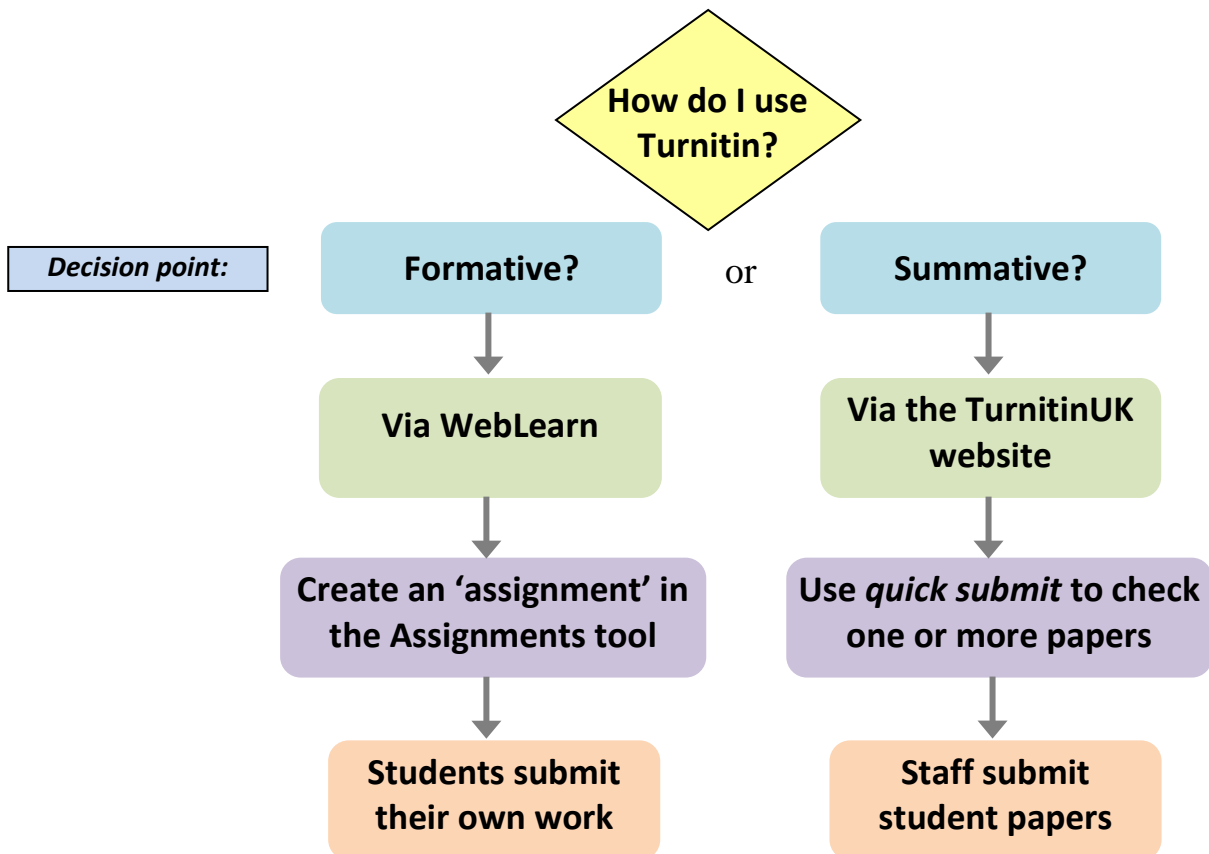 How do I use
Turnitin?
Decision point:
Formative?
or
Summative?
Via WebLearn
Via the TurnitinUK
website
Create an ‘assignment’ in
the Assignments tool
Use quick submit to check
one or more papers
Students submit
their own work
Staff submit
student papers